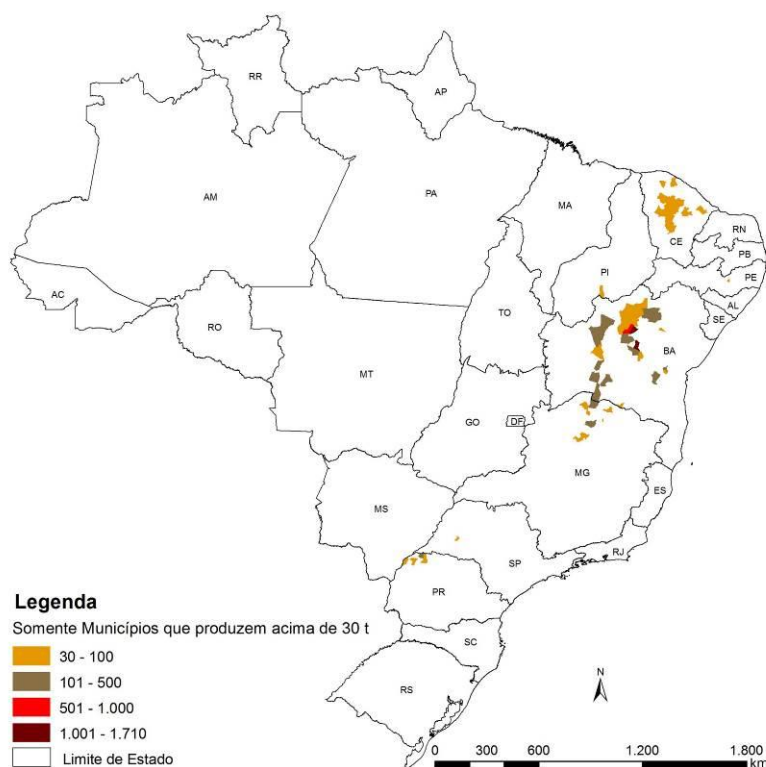 RR
AP
AM
PA
MA
CE
RN
PB
PI
PE
AC
AL
TO
SE
RO
BA
MT
GO
DF
MG
ES
MS
SP
RJ
PR
SC
RS
Legenda
Somente Municípios que produzem acima de 30 t
30 - 100
101 - 500
501 - 1.000
1.001 - 1.710
Limite de Estado
N
0 300 600 1.200 1.800
km